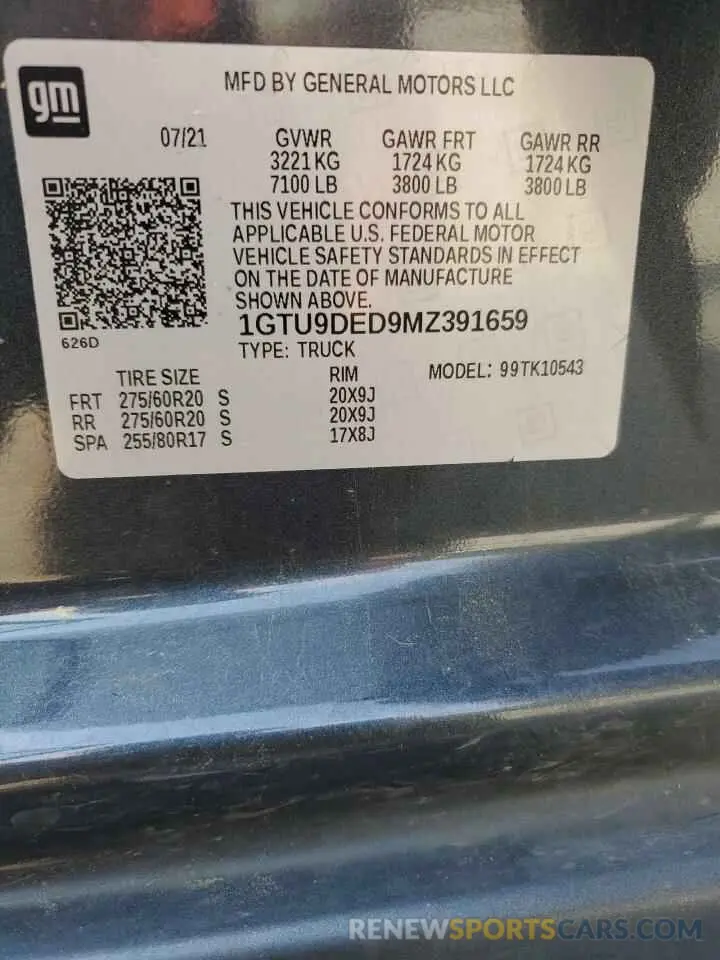 gm
MFD BY GENERAL MOTORS LLC
07/21 GVWR GAWR FRT GAWR RR
3221 KG 1724 KG 1724 KG
7100 LB 3800 LB 3800 LB
THIS VEHICLE CONFORMS TO ALL
APPLICABLE U.S. FEDERAL MOTOR
VEHICLE SAFETY STANDARDS IN EFFECT
ON THE DATE OF MANUFACTURE
SHOWN ABOVE.
1GTU9DED9MZ391659
626D
TYPE: TRUCK
MODEL: 99TK10543
TIRE SIZE RIM
FRT 275/60R20 S 20X9J
RR 275/60R20 S 20X9J
SPA 255/80R17 S 17X8J
RENEWSPORTSCARS.COM